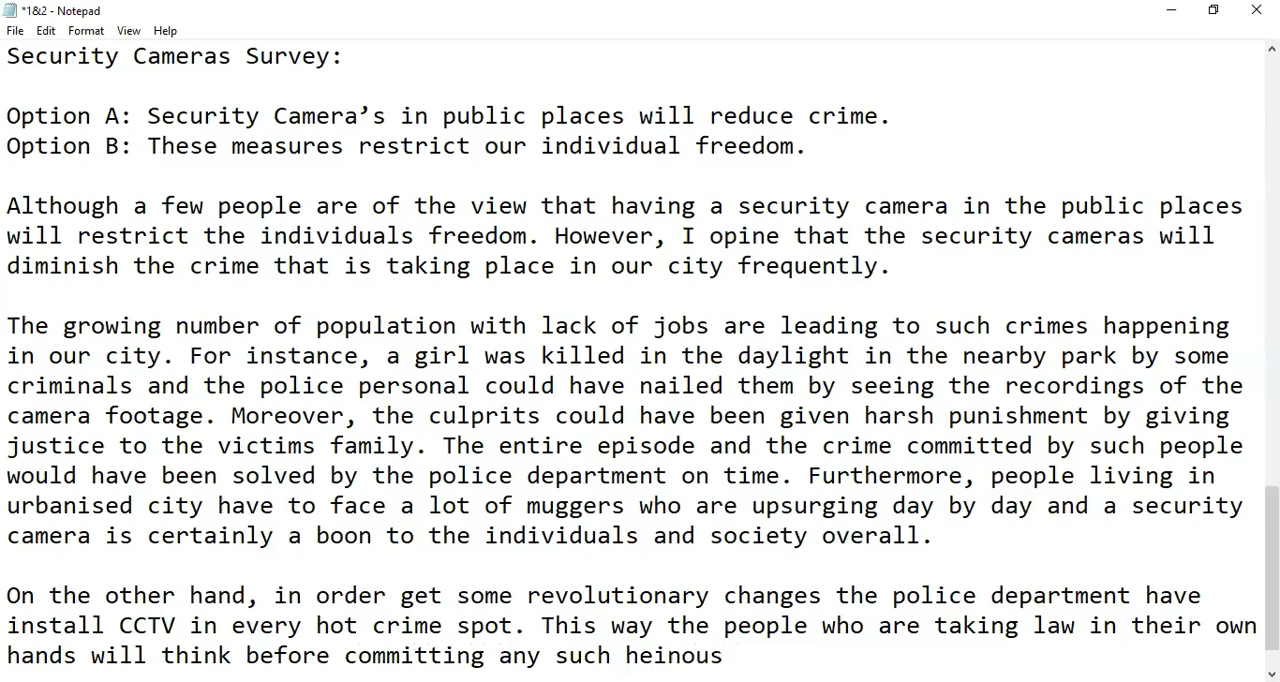 *1&2 - Notepad
File Edit Format View Help
Security Cameras Survey:
Option A: Security Camera’s in public places will reduce crime.
Option B: These measures restrict our individual freedom.
Although a few people are of the view that having a security camera in the public places
will restrict the individuals freedom. However, I opine that the security cameras will
diminish the crime that is taking place in our city frequently.
The growing number of population with lack of jobs are leading to such crimes happening
in our city. For instance, a girl was killed in the daylight in the nearby park by some
criminals and the police personal could have nailed them by seeing the recordings of the
camera footage. Moreover, the culprits could have been given harsh punishment by giving
justice to the victims family. The entire episode and the crime committed by such people
would have been solved by the police department on time. Furthermore, people living in
urbanised city have to face a lot of muggers who are upsurging day by day and a security
camera is certainly a boon to the individuals and society overall.
On the other hand, in order get some revolutionary changes the police department have
install CCTV in every hot crime spot. This way the people who are taking law in their own
hands will think before committing any such heinous